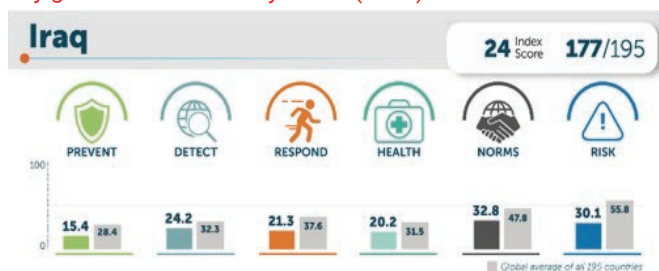 Iraq
24 Index Score 177/195
PREVENT DETECT RESPOND HEALTH NORMS RISK
100
15.4 28.4 24.2 32.3 21.3 37.6 20.2 31.5 32.8 47.8 30.1 55.8
0
Global average of all 195 countries